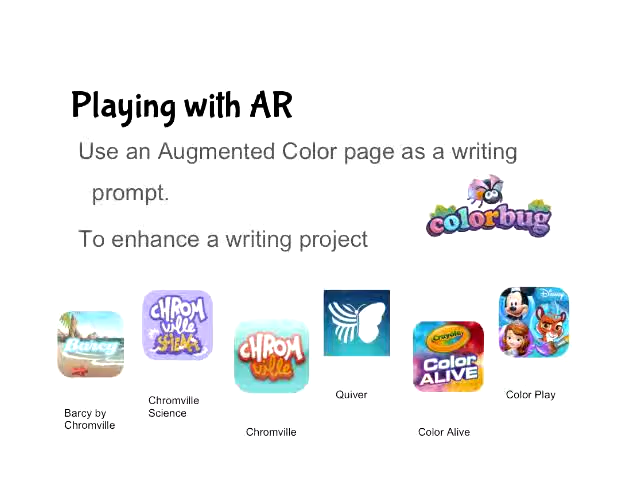 Playing with AR
Use an Augmented Color page as a writing
prompt.
colorbug
To enhance a writing project
CHROM
ville
SCIENCE
Barcy
CHROM
ville
Crayola
Color
ALIVE
Disney
Barcy by
Chromville
Chromville
Science
Chromville
Quiver
Color Alive
Color Play